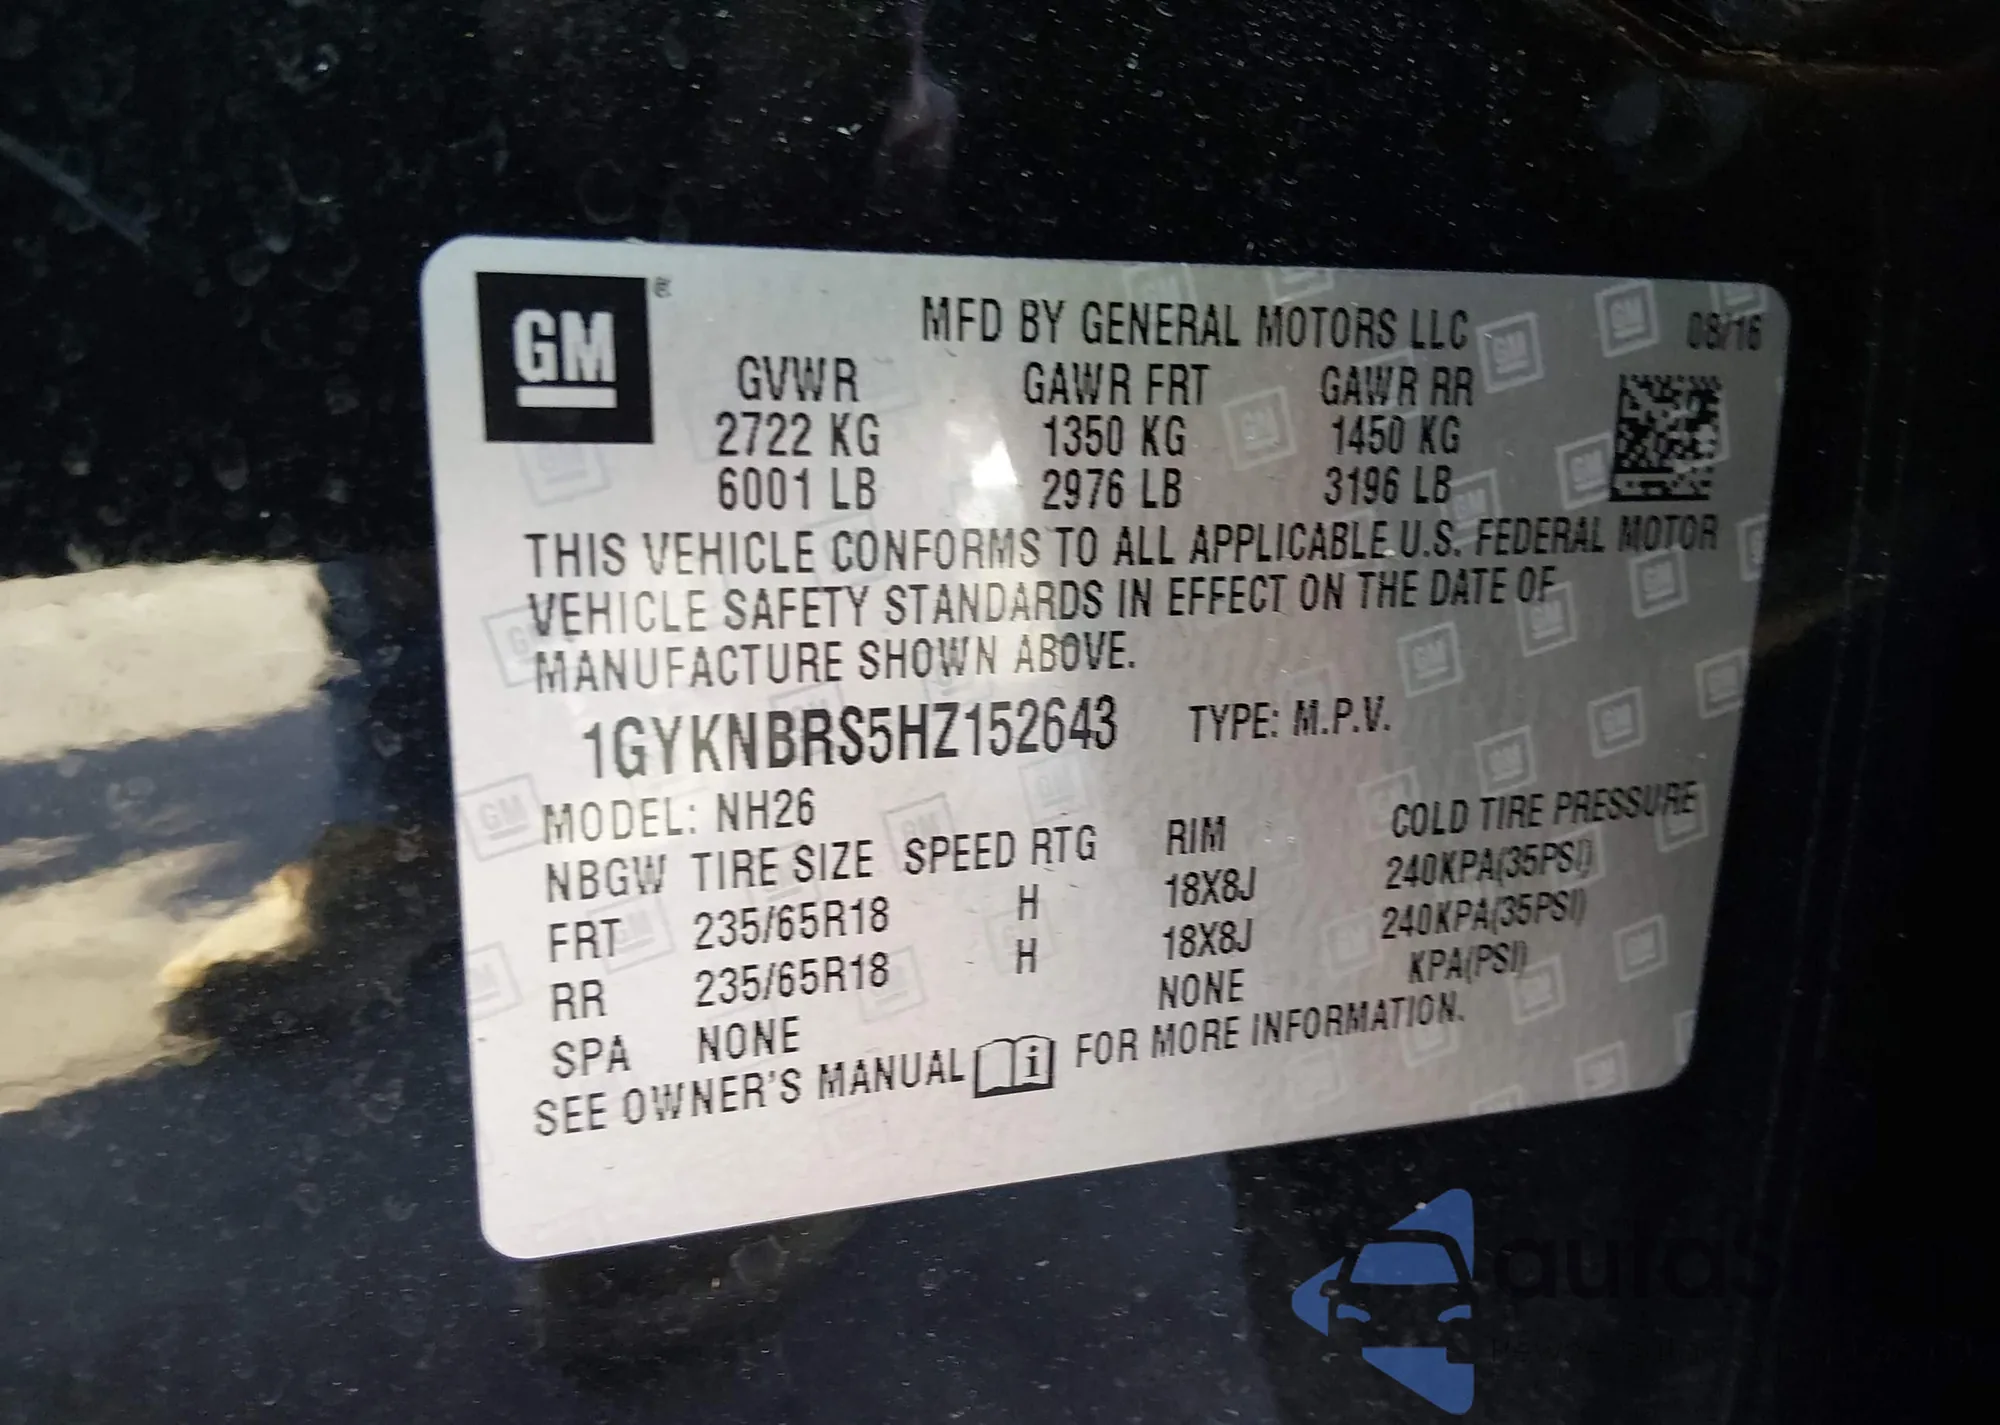 GM
MFD BY GENERAL MOTORS LLC 08/16
GVWR GAWR FRT GAWR RR
2722 KG 1350 KG 1450 KG
6001 LB 2976 LB 3196 LB
THIS VEHICLE CONFORMS TO ALL APPLICABLE U.S. FEDERAL MOTOR
VEHICLE SAFETY STANDARDS IN EFFECT ON THE DATE OF
MANUFACTURE SHOWN ABOVE.
1GYKNBRS5HZ152643 TYPE: M.P.V.
MODEL: NH26
NBGW TIRE SIZE SPEED RTG RIM COLD TIRE PRESSURE
FRT 235/65R18 H 18X8J 240KPA(35PSI)
RR 235/65R18 H 18X8J 240KPA(35PSI)
SPA NONE NONE KPA(PSI)
SEE OWNER'S MANUAL FOR MORE INFORMATION.